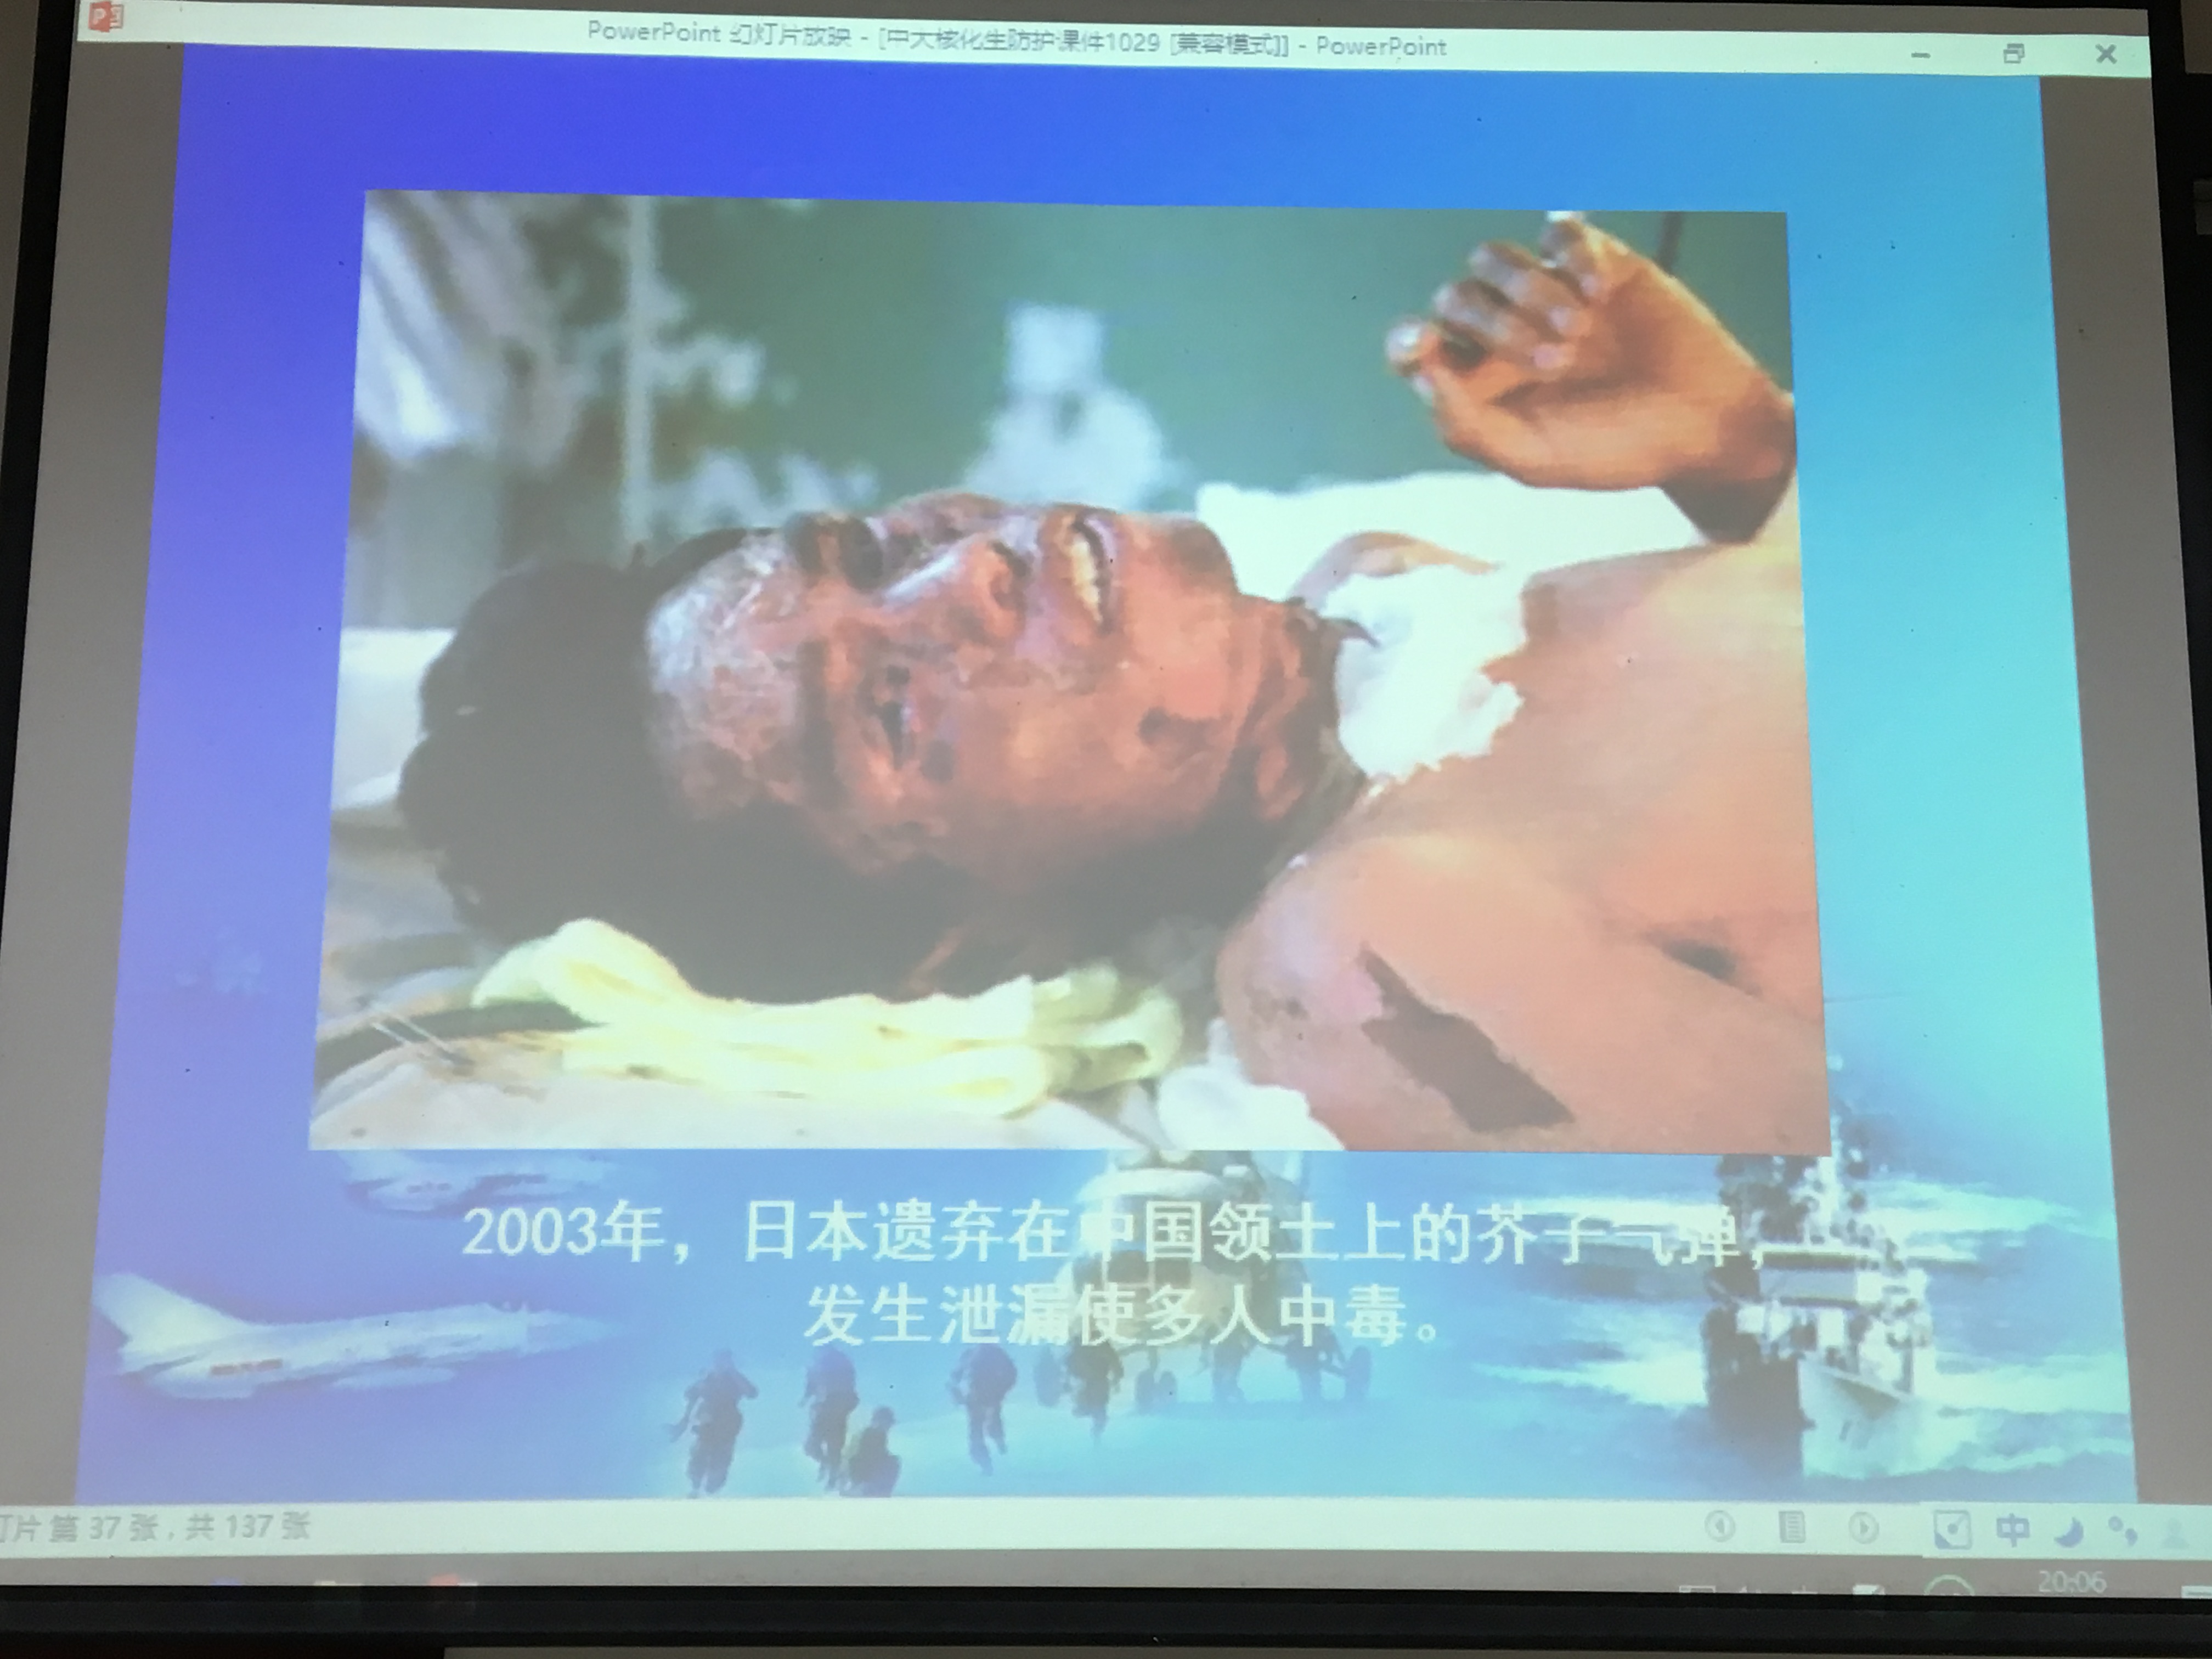 PowerPoint 幻灯片放映 - [中大核化生防护课件1029 [兼容模式]] - PowerPoint
2003年，日本遗弃在中国领土上的芥子气弹，
发生泄漏使多人中毒。
灯片 第 37 张，共 137 张
中
20:06